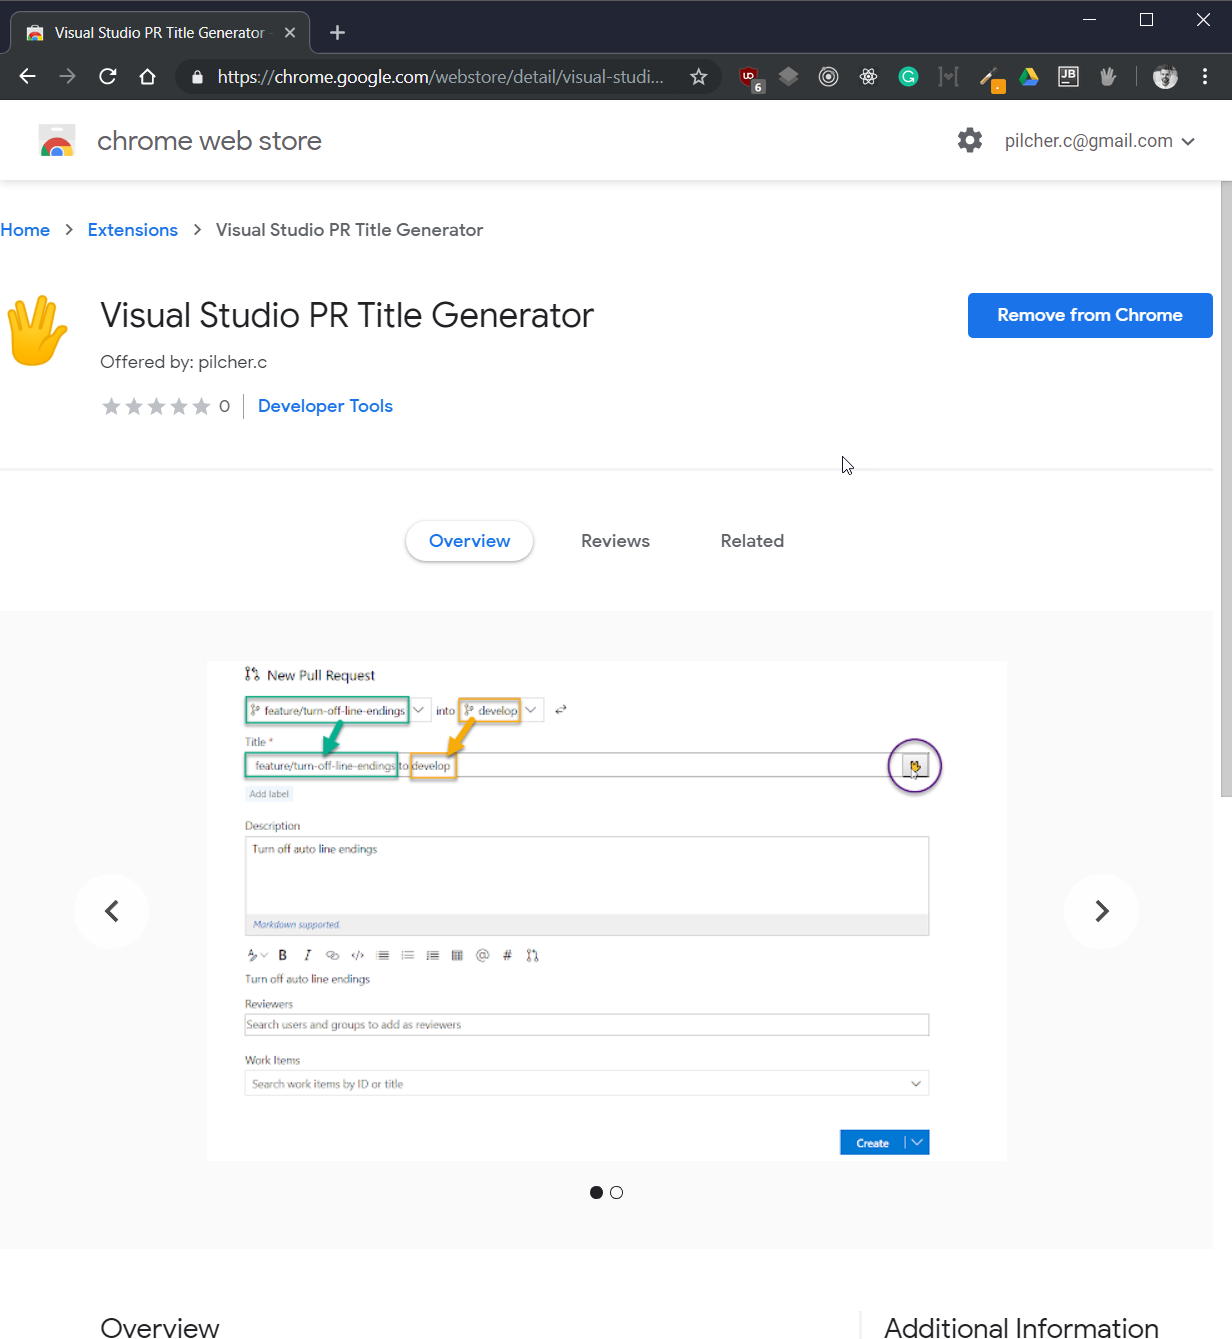 Visual Studio PR Title Generator -
https://chrome.google.com/webstore/detail/visual-studi...
6
JB
chrome web store
pilcher.c@gmail.com
Home > Extensions > Visual Studio PR Title Generator
Visual Studio PR Title Generator
Remove from Chrome
Offered by: pilcher.c
0 Developer Tools
Overview Reviews Related
New Pull Request
feature/turn-off-line-endings into develop
Title *
feature/turn-off-line-endings to develop
Add label
Description
Turn off auto line endings
Markdown supported.
B I </> @ #
Turn off auto line endings
Reviewers
Search users and groups to add as reviewers
Work Items
Search work items by ID or title
Create
Overview
Additional Information